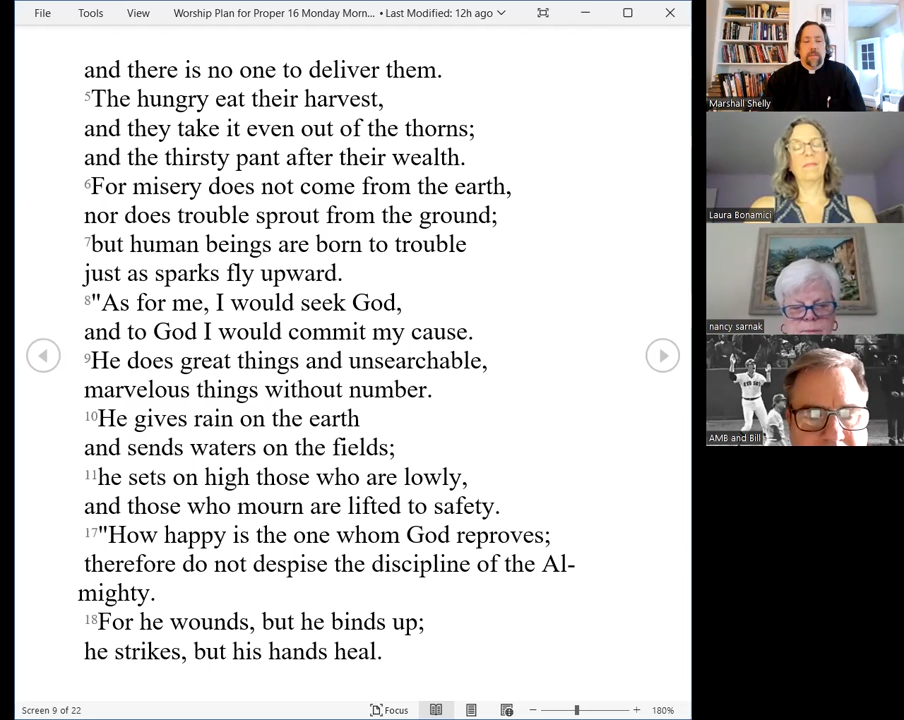 File Tools View Worship Plan for Proper 16 Monday Morn... • Last Modified: 12h ago
and there is no one to deliver them.
5The hungry eat their harvest,
and they take it even out of the thorns;
and the thirsty pant after their wealth.
6For misery does not come from the earth,
nor does trouble sprout from the ground;
7but human beings are born to trouble
just as sparks fly upward.
8"As for me, I would seek God,
and to God I would commit my cause.
9He does great things and unsearchable,
marvelous things without number.
10He gives rain on the earth
and sends waters on the fields;
11he sets on high those who are lowly,
and those who mourn are lifted to safety.
17"How happy is the one whom God reproves;
therefore do not despise the discipline of the Al-
mighty.
18For he wounds, but he binds up;
he strikes, but his hands heal.
Screen 9 of 22 Focus 180%
Marshall Shelly
Laura Bonamici
nancy sarnak
RED SOX
AMB and Bill